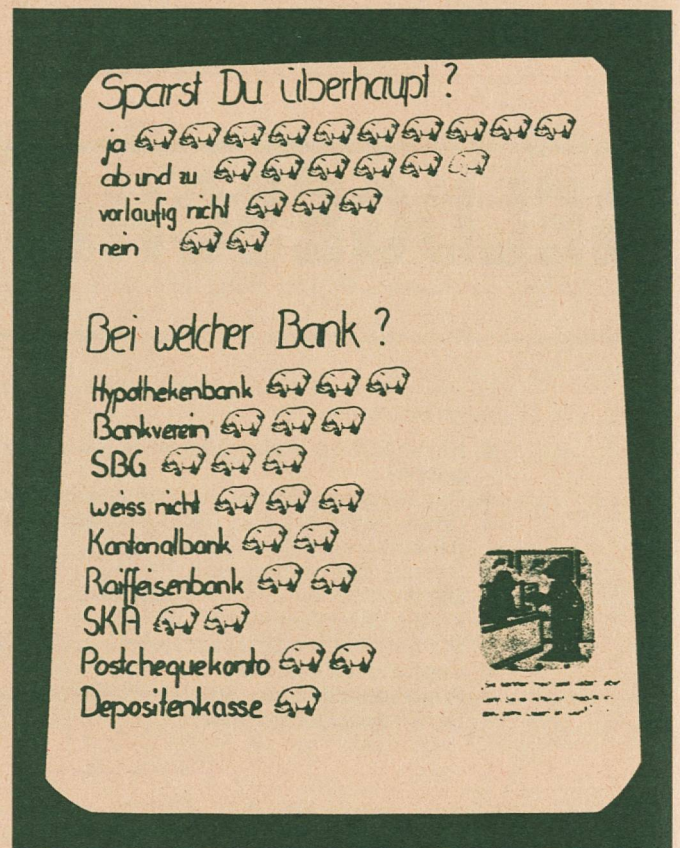 Sparst Du überhaupt ?
ja
ab und zu
vorläufig nicht
nein
Bei welcher Bank ?
Hypothekenbank
Bankverein
SBG
weiss nicht
Kantonalbank
Raiffeisenbank
SKA
Postchequekonto
Depositenkasse